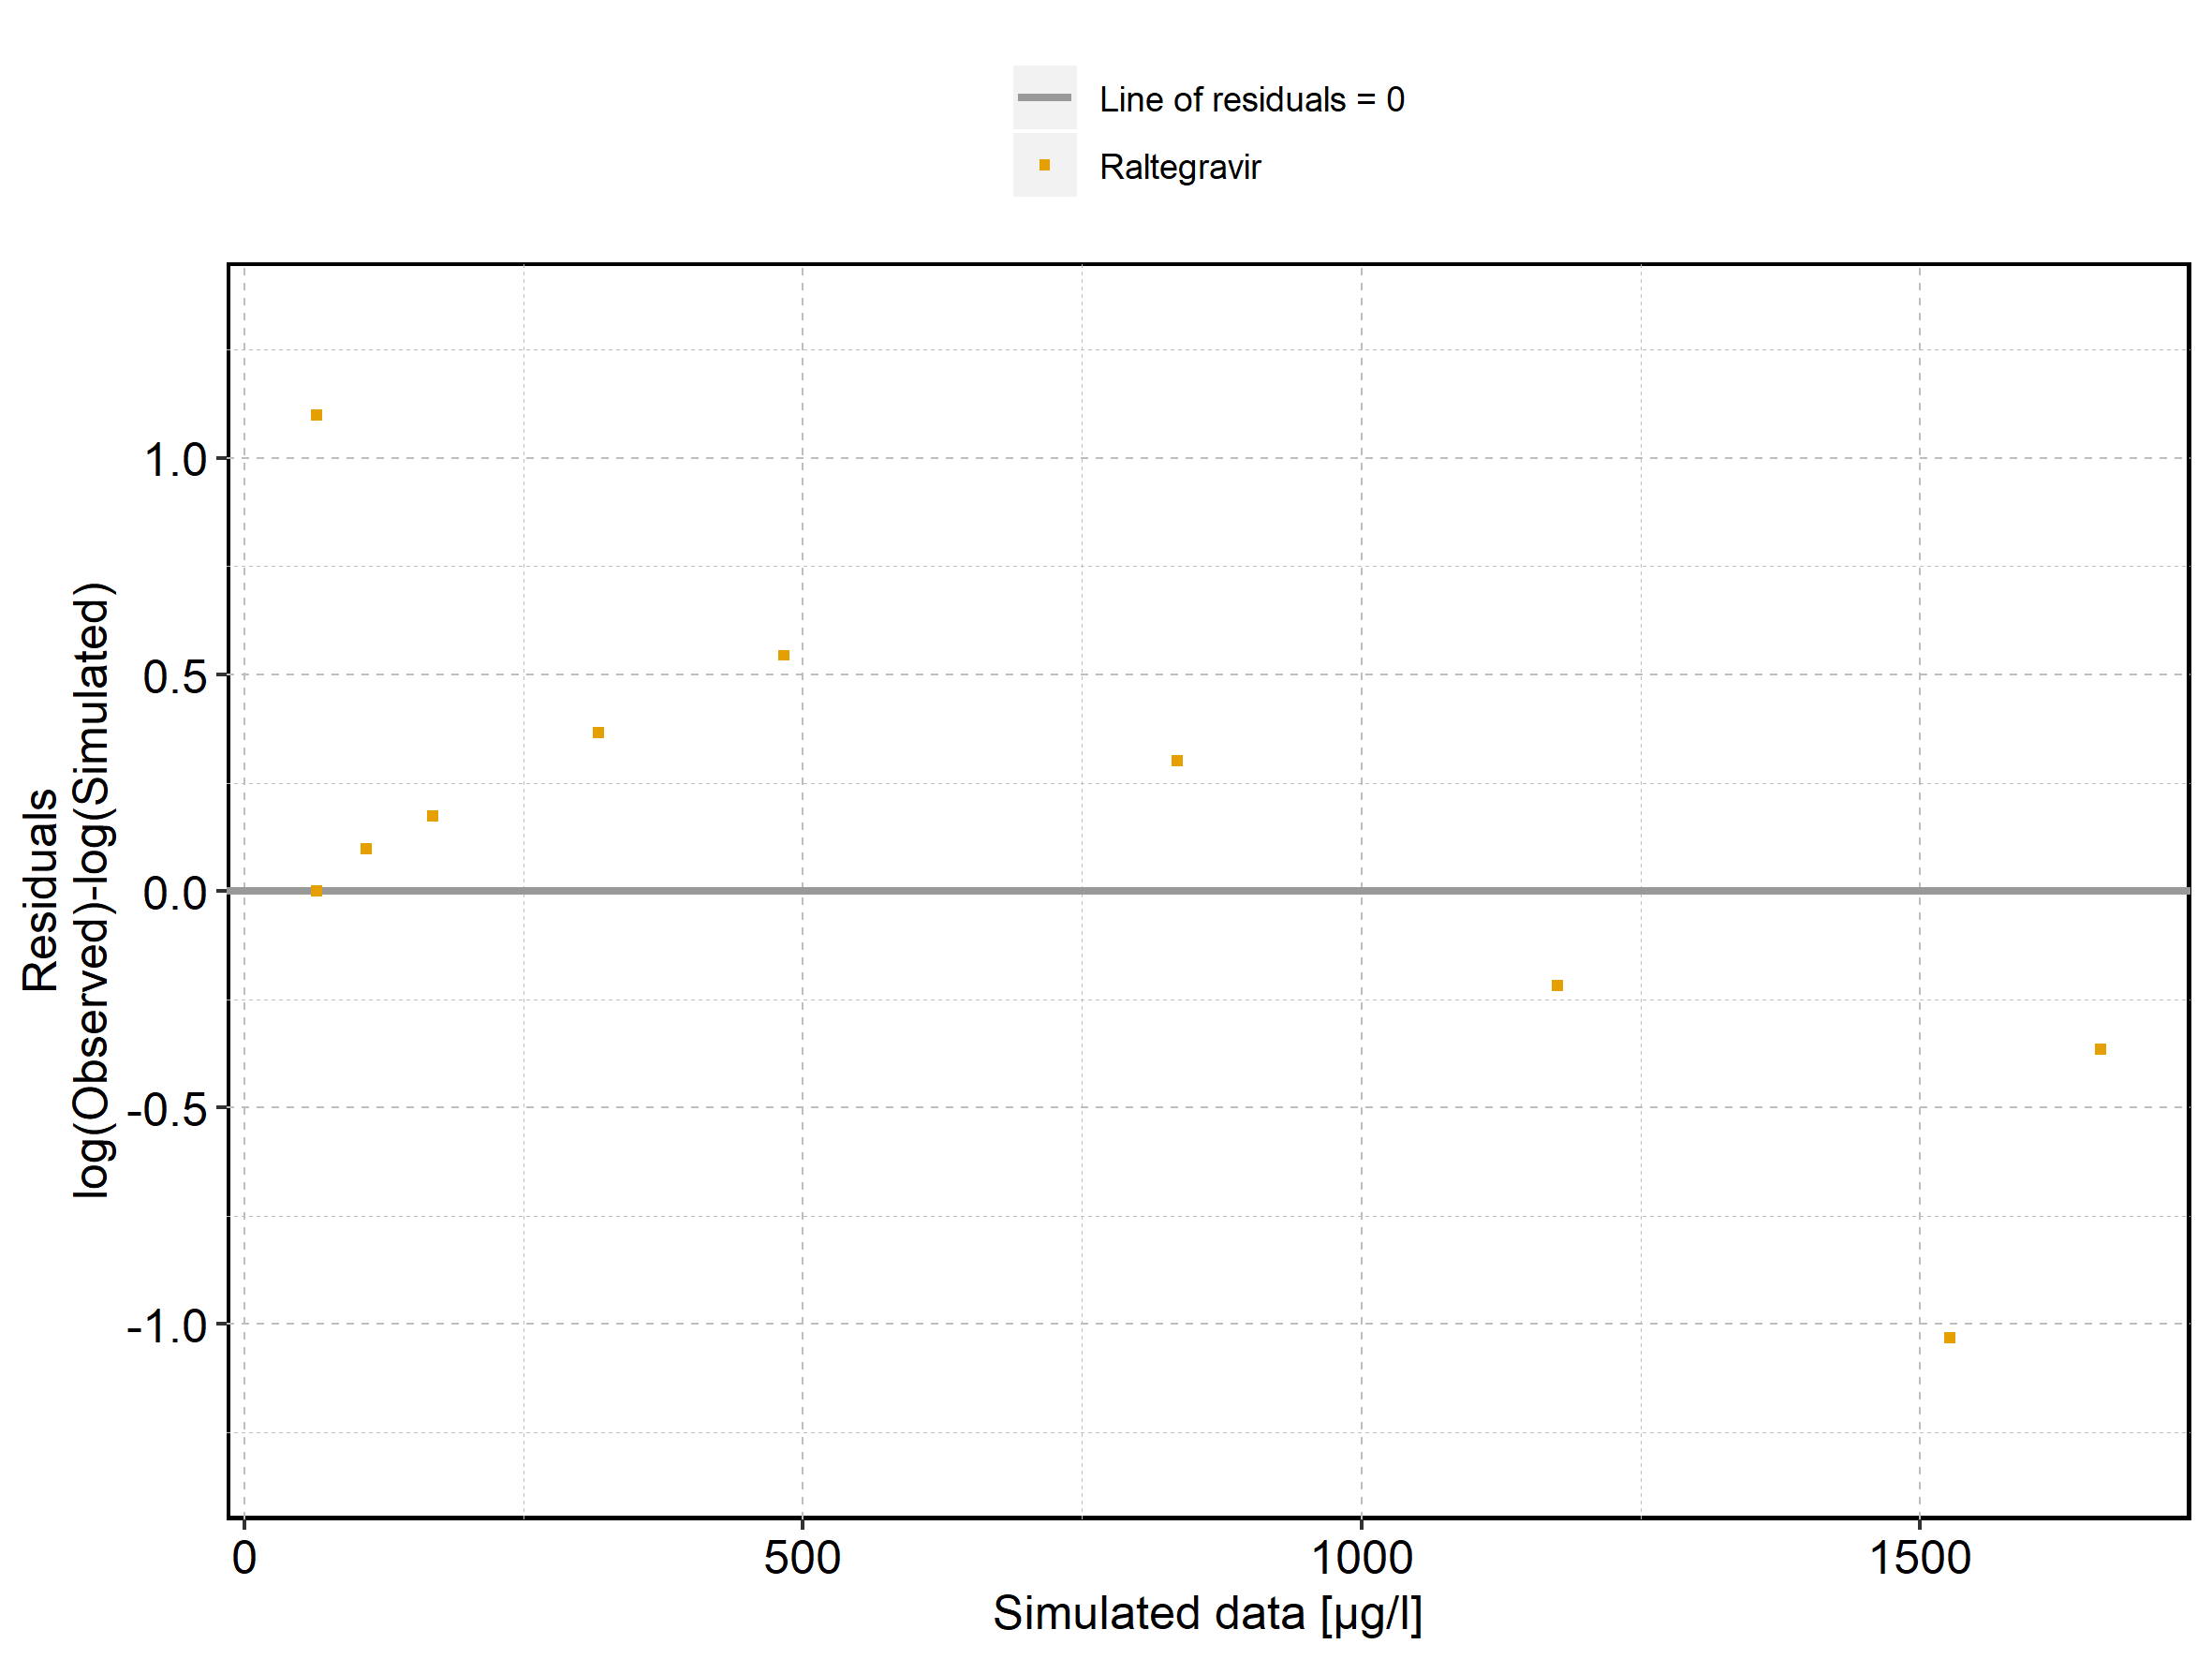 Line of residuals = 0
Raltegravir
Residuals
log(Observed)-log(Simulated)
1.0
0.5
0.0
-0.5
-1.0
0
500
1000
1500
Simulated data [µg/l]